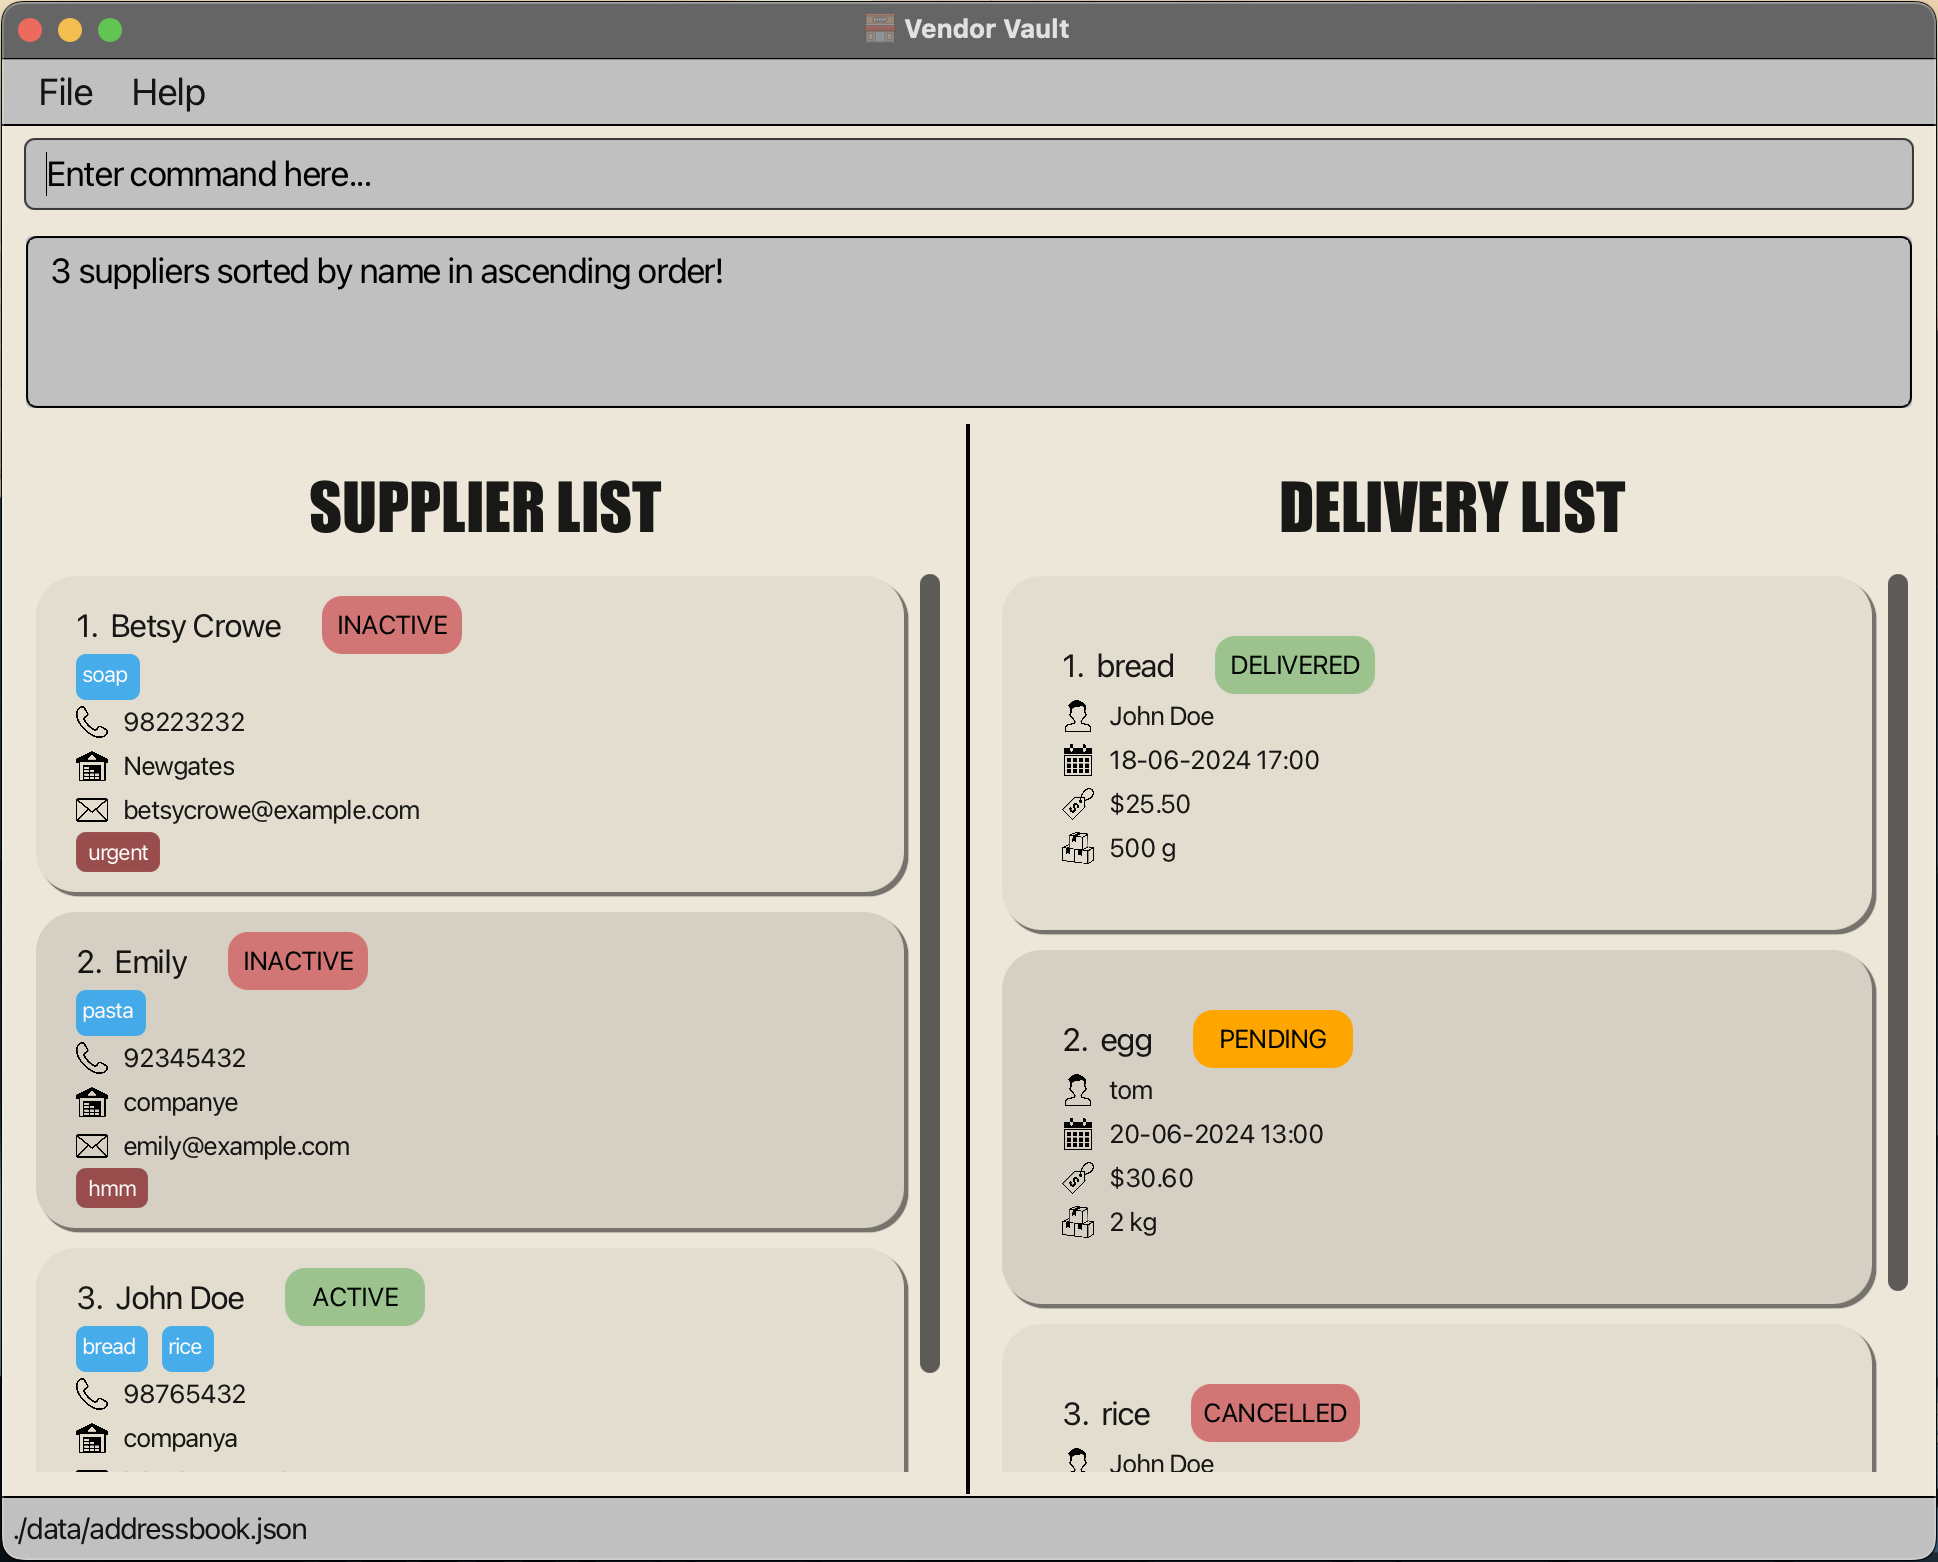 Vendor Vault
File Help
Enter command here...
3 suppliers sorted by name in ascending order!
SUPPLIER LIST
1. Betsy Crowe INACTIVE
soap
98223232
Newgates
betsycrowe@example.com
urgent
2. Emily INACTIVE
pasta
92345432
companye
emily@example.com
hmm
3. John Doe ACTIVE
bread rice
98765432
companya
DELIVERY LIST
1. bread DELIVERED
John Doe
18-06-2024 17:00
$25.50
500 g
2. egg PENDING
tom
20-06-2024 13:00
$30.60
2 kg
3. rice CANCELLED
John Doe
./data/addressbook.json